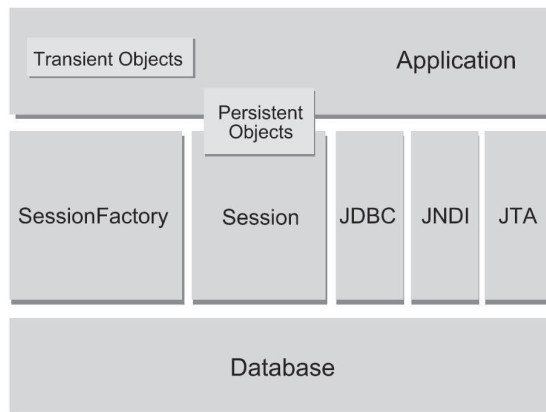 Transient Objects
Application
Persistent
Objects
SessionFactory
Session
JDBC
JNDI
JTA
Database